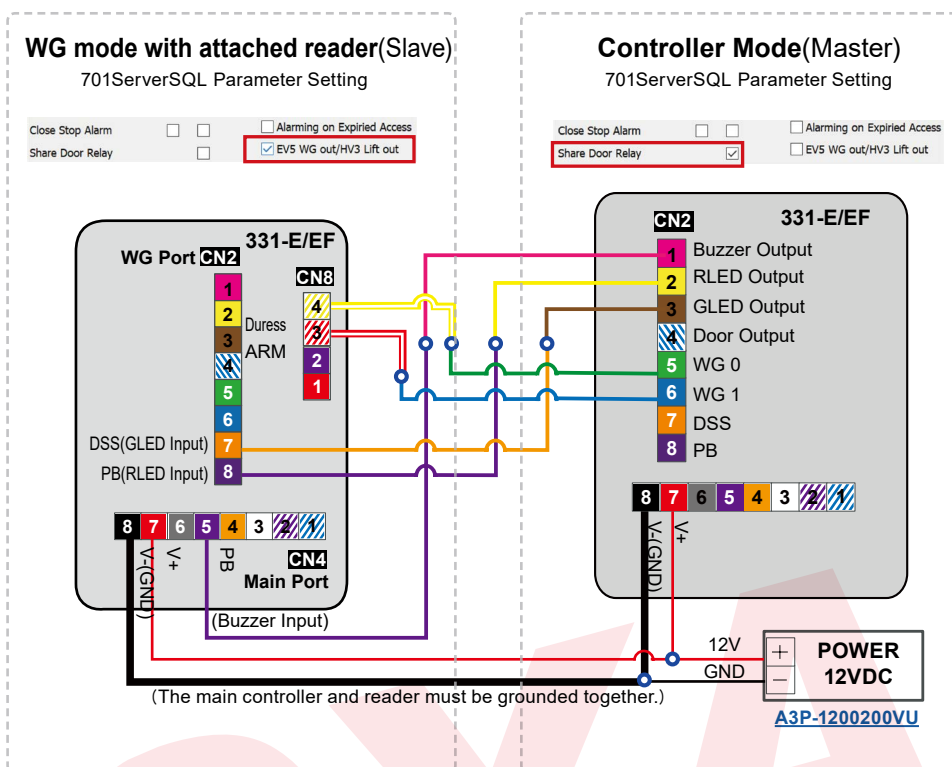 WG mode with attached reader(Slave)
701ServerSQL Parameter Setting
Close Stop Alarm
Alarming on Expiried Access
Share Door Relay
EV5 WG out/HV3 Lift out
331-E/EF
WG Port CN2
CN8
1
2
3
4
5
6
7
8
Duress
ARM
4
3
2
1
DSS(GLED Input)
PB(RLED Input)
8 7 6 5 4 3 2 1
V-(GND)
V+
PB
CN4
Main Port
(Buzzer Input)
Controller Mode(Master)
701ServerSQL Parameter Setting
Close Stop Alarm
Alarming on Expiried Access
Share Door Relay
EV5 WG out/HV3 Lift out
CN2
331-E/EF
1 Buzzer Output
2 RLED Output
3 GLED Output
4 Door Output
5 WG 0
6 WG 1
7 DSS
8 PB
8 7 6 5 4 3 2 1
V-(GND)
V+
12V
GND
+
−
POWER
12VDC
A3P-1200200VU
(The main controller and reader must be grounded together.)